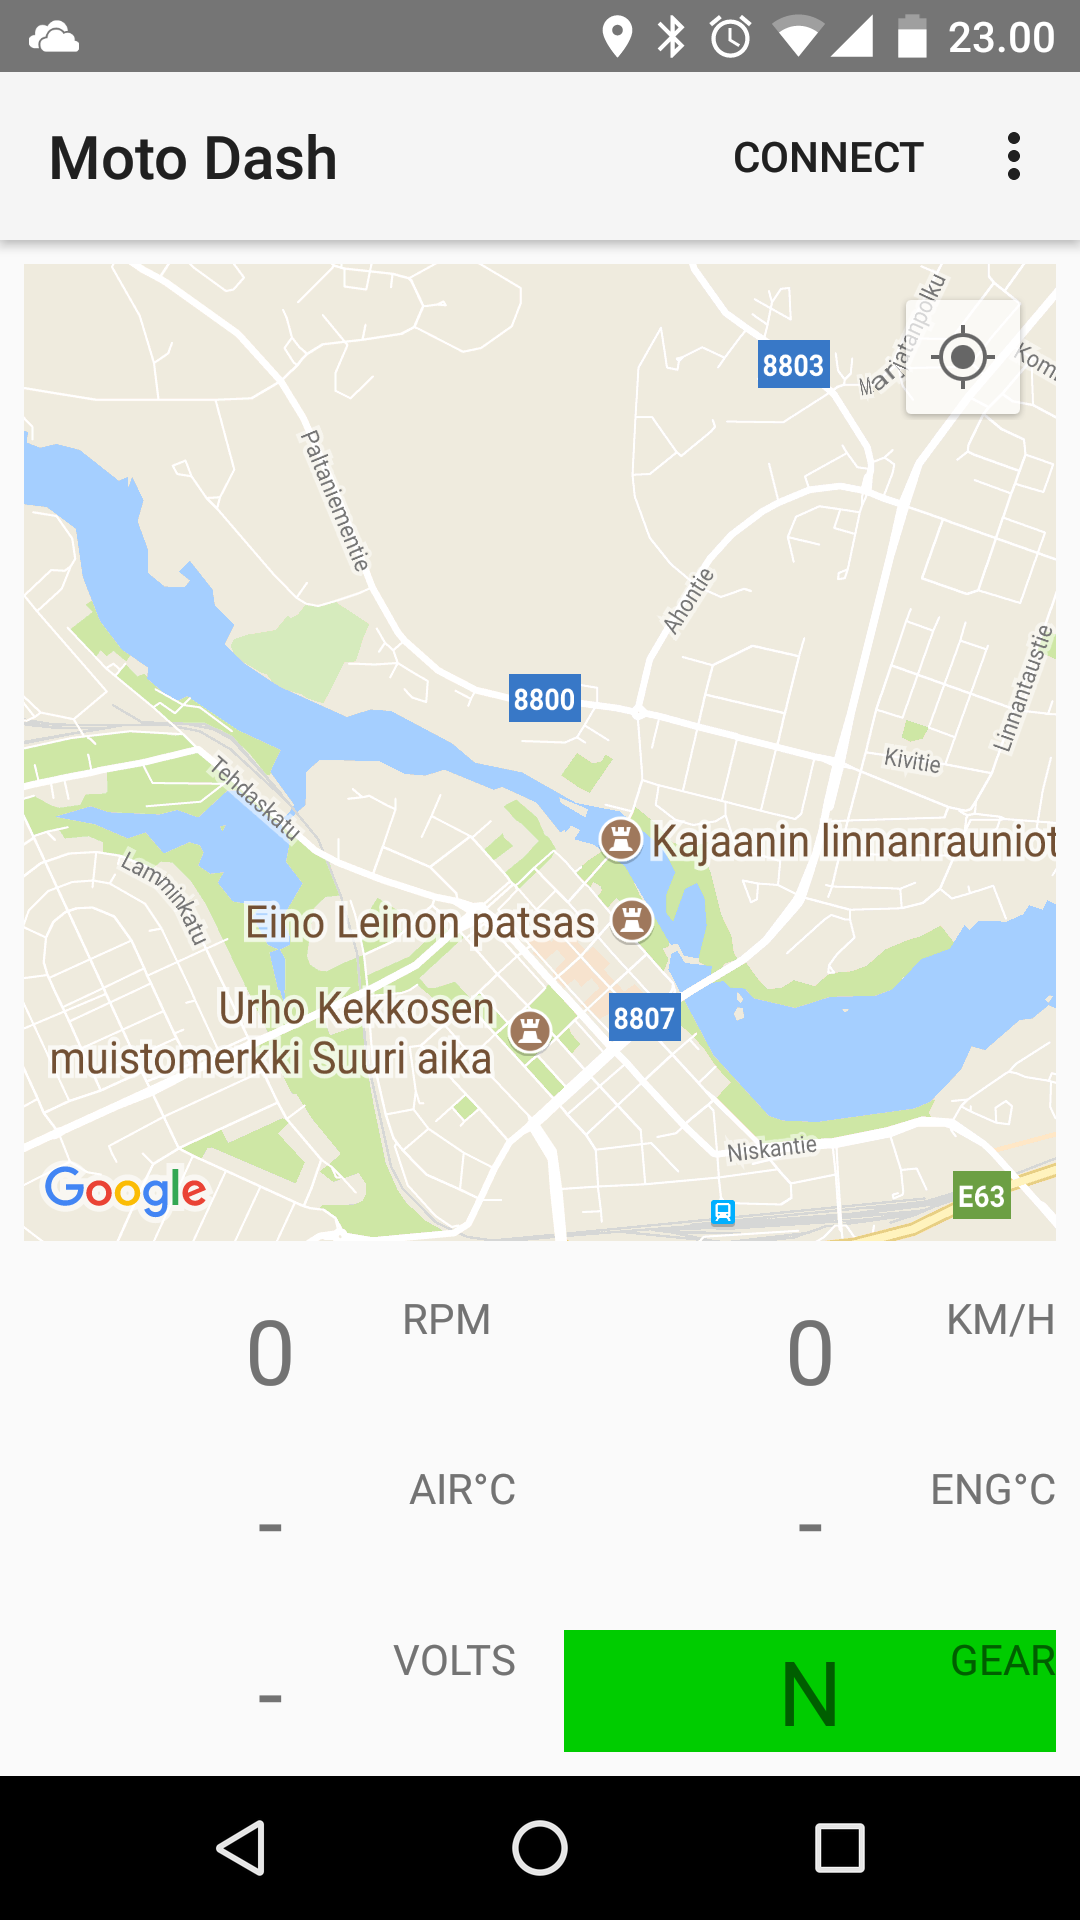 23.00
Moto Dash
CONNECT
8803
Marjatanpolku
Paltaniementie
Ahontie
Linnantaustie
8800
Kivitie
Tehdaskatu
Kajaanin linnanrauniot
Lamminkatu
Eino Leinon patsas
Urho Kekkosen
muistomerkki Suuri aika
8807
Niskantie
Google
E63
0 RPM
0 KM/H
- AIR°C
- ENG°C
- VOLTS
N GEAR